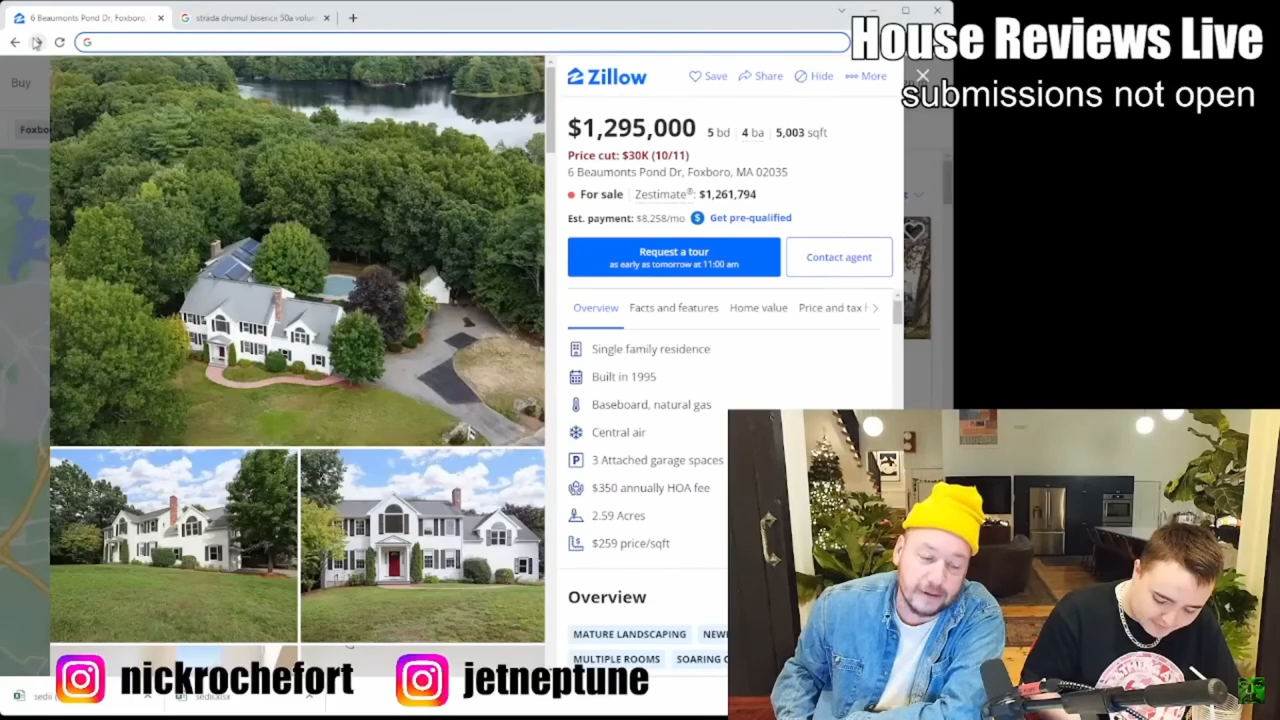 6 Beaumonts Pond Dr, Foxboro,
strada drumul bisericii 50a volun
House Reviews Live
submissions not open
Buy
Foxbo
Zillow
Save
Share
Hide
More
$1,295,000 5 bd 4 ba 5,003 sqft
Price cut: $30K (10/11)
6 Beaumonts Pond Dr, Foxboro, MA 02035
For sale Zestimate®: $1,261,794
Est. payment: $8,258/mo $ Get pre-qualified
Request a tour
as early as tomorrow at 11:00 am
Contact agent
Overview Facts and features Home value Price and tax h
Single family residence
Built in 1995
Baseboard, natural gas
Central air
3 Attached garage spaces
$350 annually HOA fee
2.59 Acres
$259 price/sqft
Overview
MATURE LANDSCAPING NEW
MULTIPLE ROOMS SOARING
nickrochefort
jetneptune